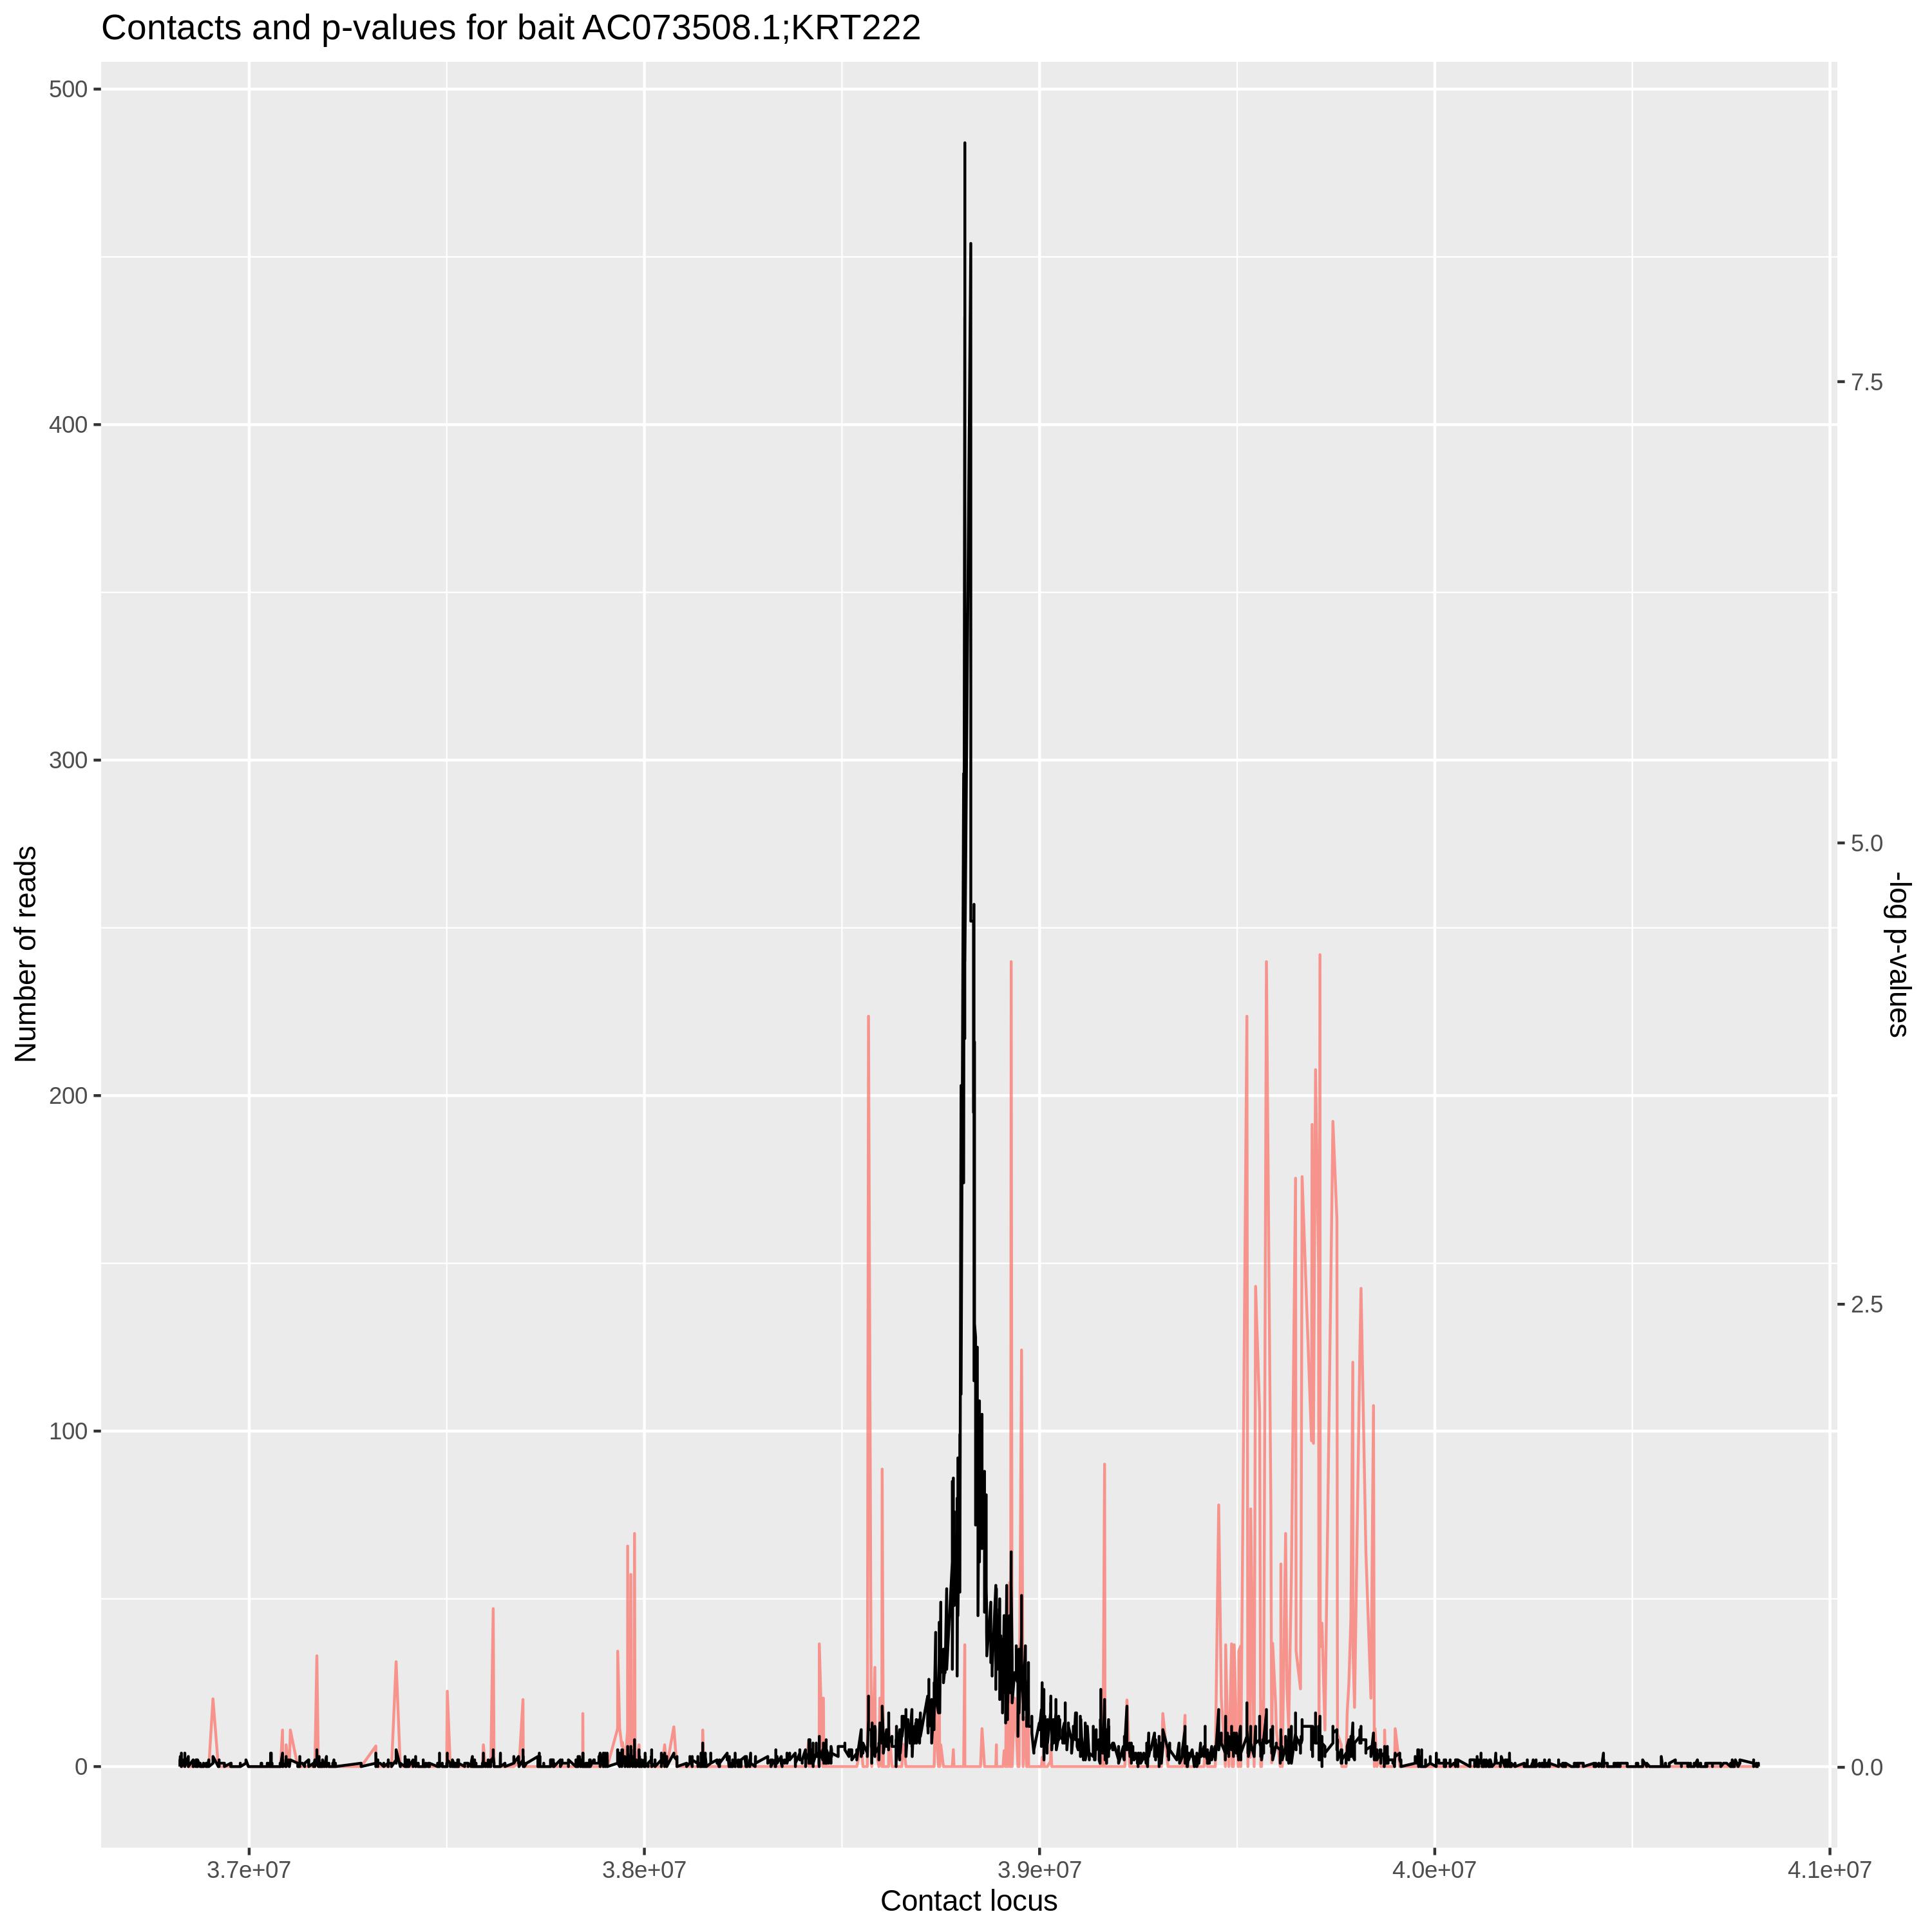 Contacts and p-values for bait AC073508.1;KRT222
500
400
300
200
100
0
Number of reads
7.5
5.0
2.5
0.0
-log p-values
3.7e+07
3.8e+07
3.9e+07
4.0e+07
4.1e+07
Contact locus